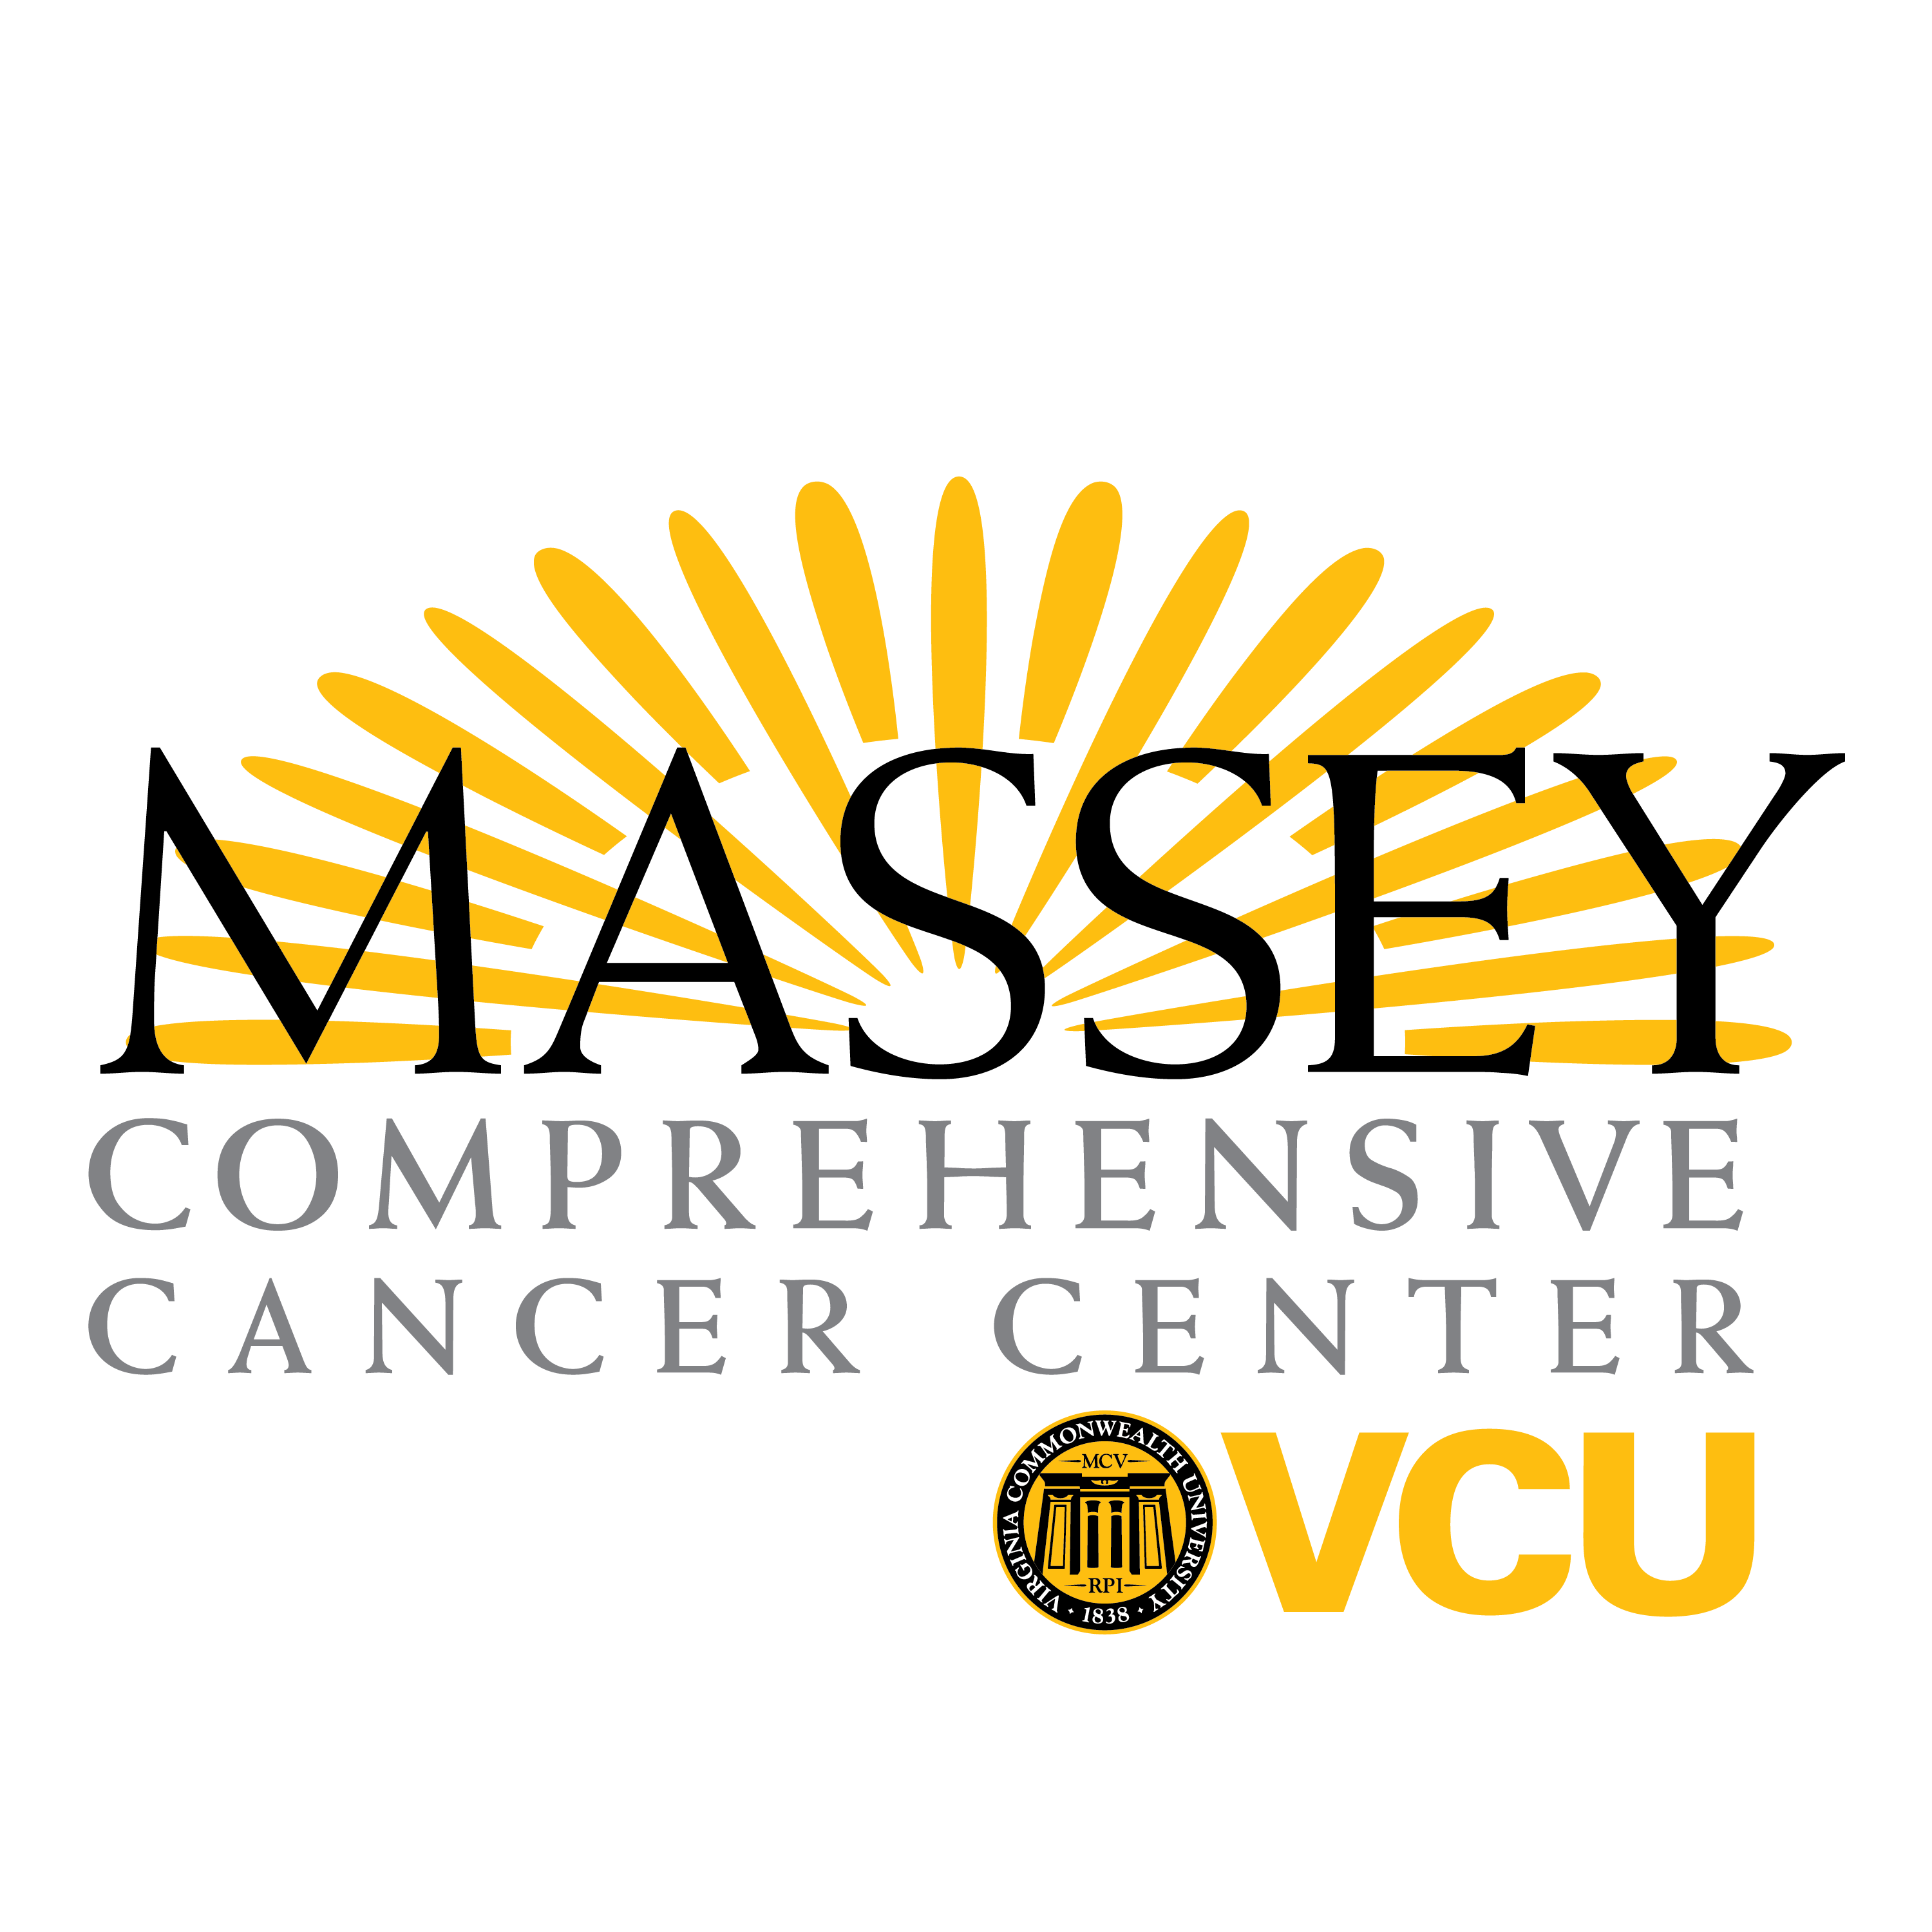 MASSEY
COMPREHENSIVE
CANCER CENTER
VIRGINIA COMMONWEALTH UNIVERSITY
MCV
RPI
1838
VCU